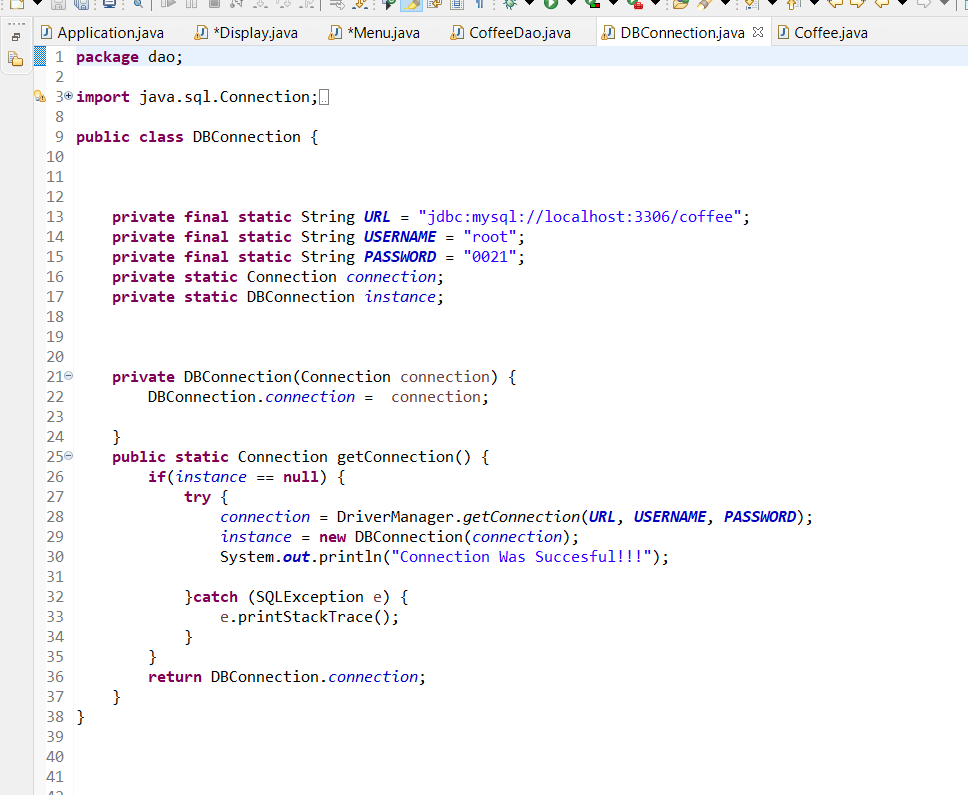 Application.java *Display.java *Menu.java CoffeeDao.java DBConnection.java Coffee.java
1 package dao;
2
3 import java.sql.Connection;
8
9 public class DBConnection {
10
11
12
13 private final static String URL = "jdbc:mysql://localhost:3306/coffee";
14 private final static String USERNAME = "root";
15 private final static String PASSWORD = "0021";
16 private static Connection connection;
17 private static DBConnection instance;
18
19
20
21 private DBConnection(Connection connection) {
22 DBConnection.connection = connection;
23
24 }
25 public static Connection getConnection() {
26 if(instance == null) {
27 try {
28 connection = DriverManager.getConnection(URL, USERNAME, PASSWORD);
29 instance = new DBConnection(connection);
30 System.out.println("Connection Was Succesful!!!");
31
32 }catch (SQLException e) {
33 e.printStackTrace();
34 }
35 }
36 return DBConnection.connection;
37 }
38 }
39
40
41